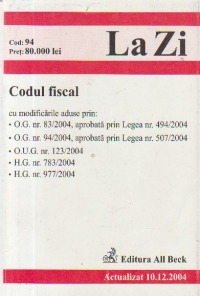 Cod: 94
Preț: 80.000 lei
La Zi
Codul fiscal
cu modificările aduse prin:
• O.G. nr. 83/2004, aprobată prin Legea nr. 494/2004
• O.G. nr. 94/2004, aprobată prin Legea nr. 507/2004
• O.U.G. nr. 123/2004
• H.G. nr. 783/2004
• H.G. nr. 977/2004
Editura All Beck
Actualizat 10.12.2004